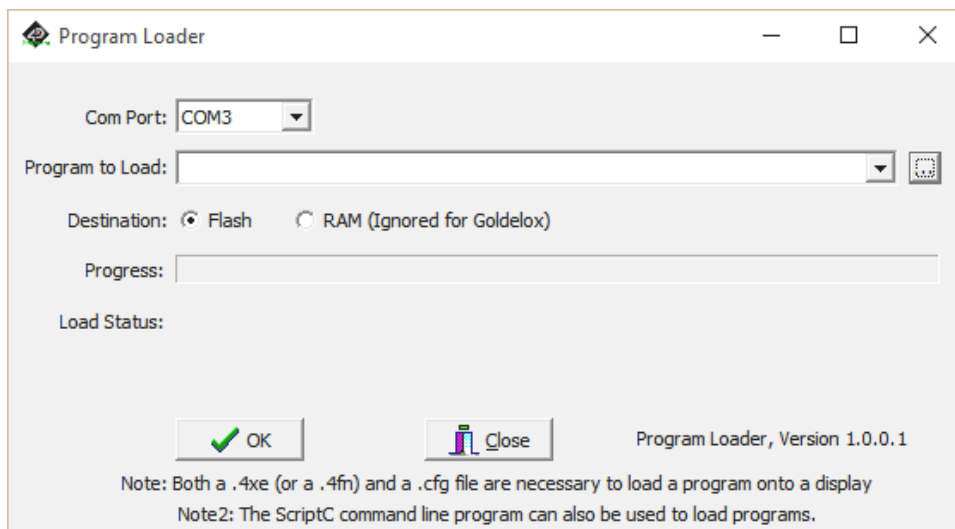 Program Loader
Com Port: COM3
Program to Load:
Destination: Flash RAM (Ignored for Goldelox)
Progress:
Load Status:
OK Close Program Loader, Version 1.0.0.1
Note: Both a .4xe (or a .4fn) and a .cfg file are necessary to load a program onto a display
Note2: The ScriptC command line program can also be used to load programs.